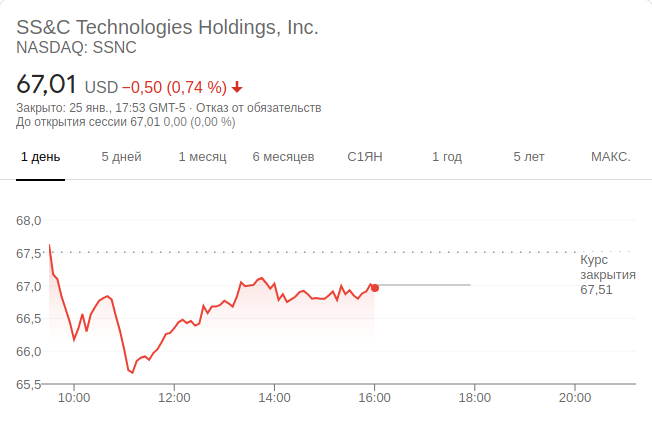 SS&C Technologies Holdings, Inc.
NASDAQ: SSNC
67,01 USD −0,50 (0,74 %)
Закрыто: 25 янв., 17:53 GMT-5 · Отказ от обязательств
До открытия сессии 67,01 0,00 (0,00 %)
1 день 5 дней 1 месяц 6 месяцев С1ЯН 1 год 5 лет МАКС.
68,0
67,5
67,0
66,5
66,0
65,5
Курс
закрытия
67,51
10:00 12:00 14:00 16:00 18:00 20:00